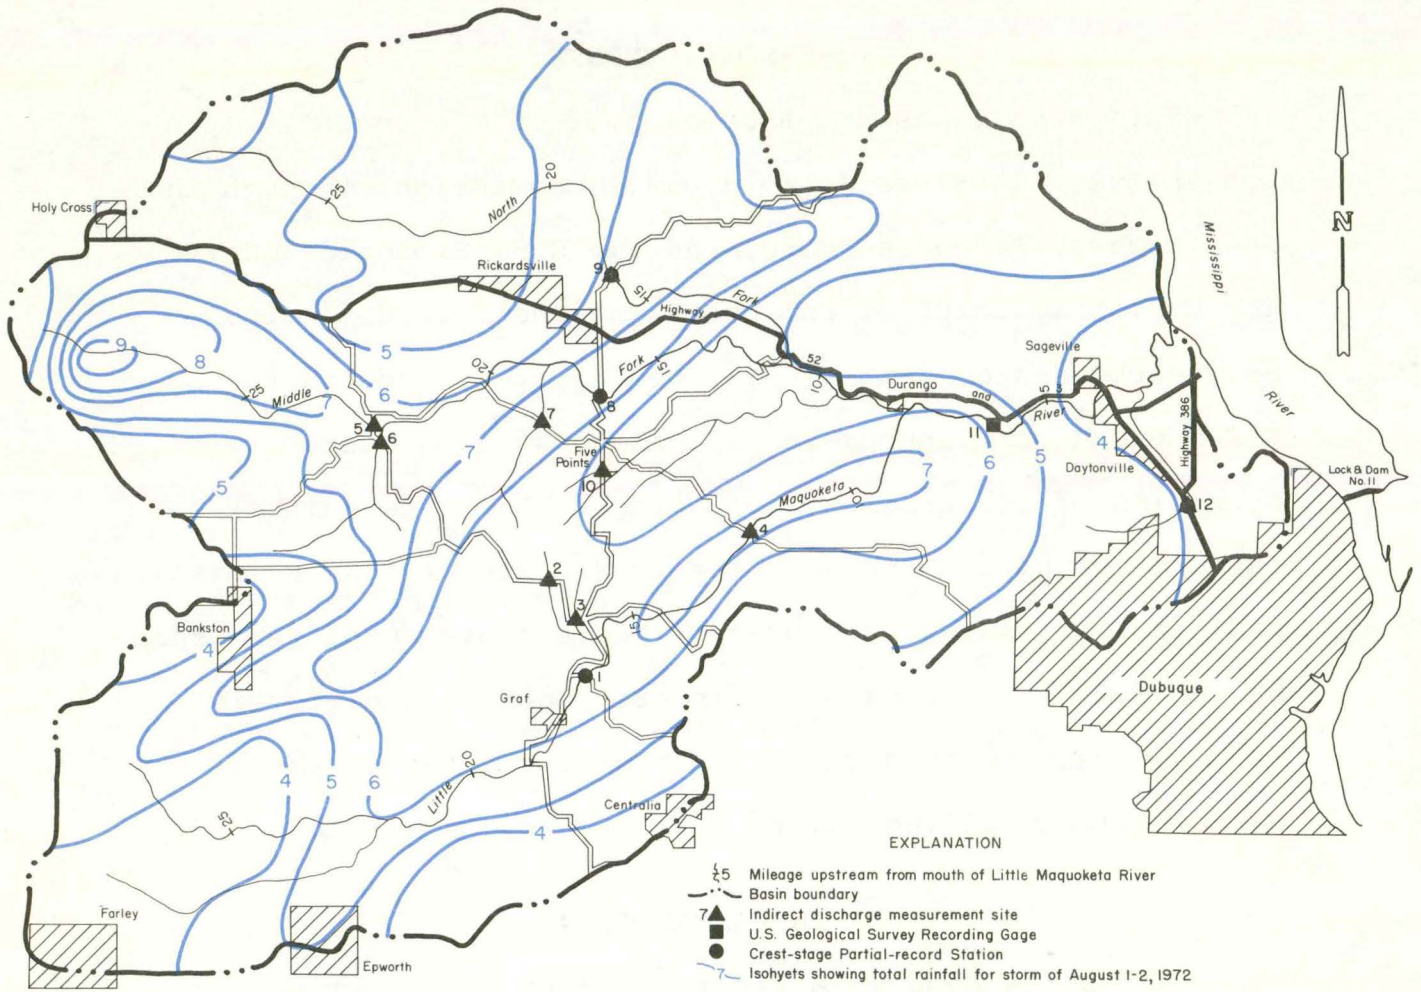 Holy Cross
25
20
North
Rickardsville
9
15
Fork
Highway
Mississipi
River
N
9
8
7
25
Middle
5
6
5
6
20
Fork
15
8
7
7
5
Five
Points
10
52
10
Durango
and
11
River
5
3
Sageville
4
Highway 386
Daytonville
12
Lock & Dam
No. 11
7
6
5
Maquoketa
10
4
2
3
15
1
Bankston
4
Graf
20
Little
25
4
5
6
4
Centralia
Dubuque
Farley
Epworth
EXPLANATION
5 Mileage upstream from mouth of Little Maquoketa River
Basin boundary
7 Indirect discharge measurement site
U.S. Geological Survey Recording Gage
Crest-stage Partial-record Station
7 Isohyets showing total rainfall for storm of August 1-2, 1972